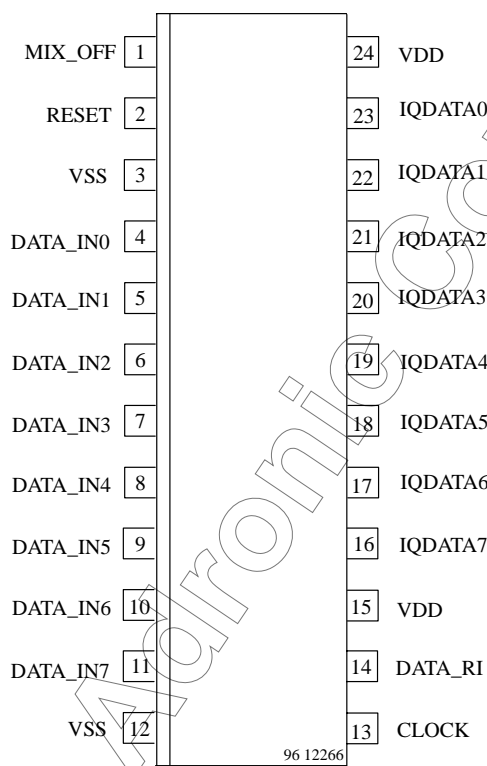 MIX_OFF 1 24 VDD
RESET 2 23 IQDATA0
VSS 3 22 IQDATA1
DATA_IN0 4 21 IQDATA2
DATA_IN1 5 20 IQDATA3
DATA_IN2 6 19 IQDATA4
DATA_IN3 7 18 IQDATA5
DATA_IN4 8 17 IQDATA6
DATA_IN5 9 16 IQDATA7
DATA_IN6 10 15 VDD
DATA_IN7 11 14 DATA_RI
VSS 12 13 CLOCK
96 12266
Adronic Co